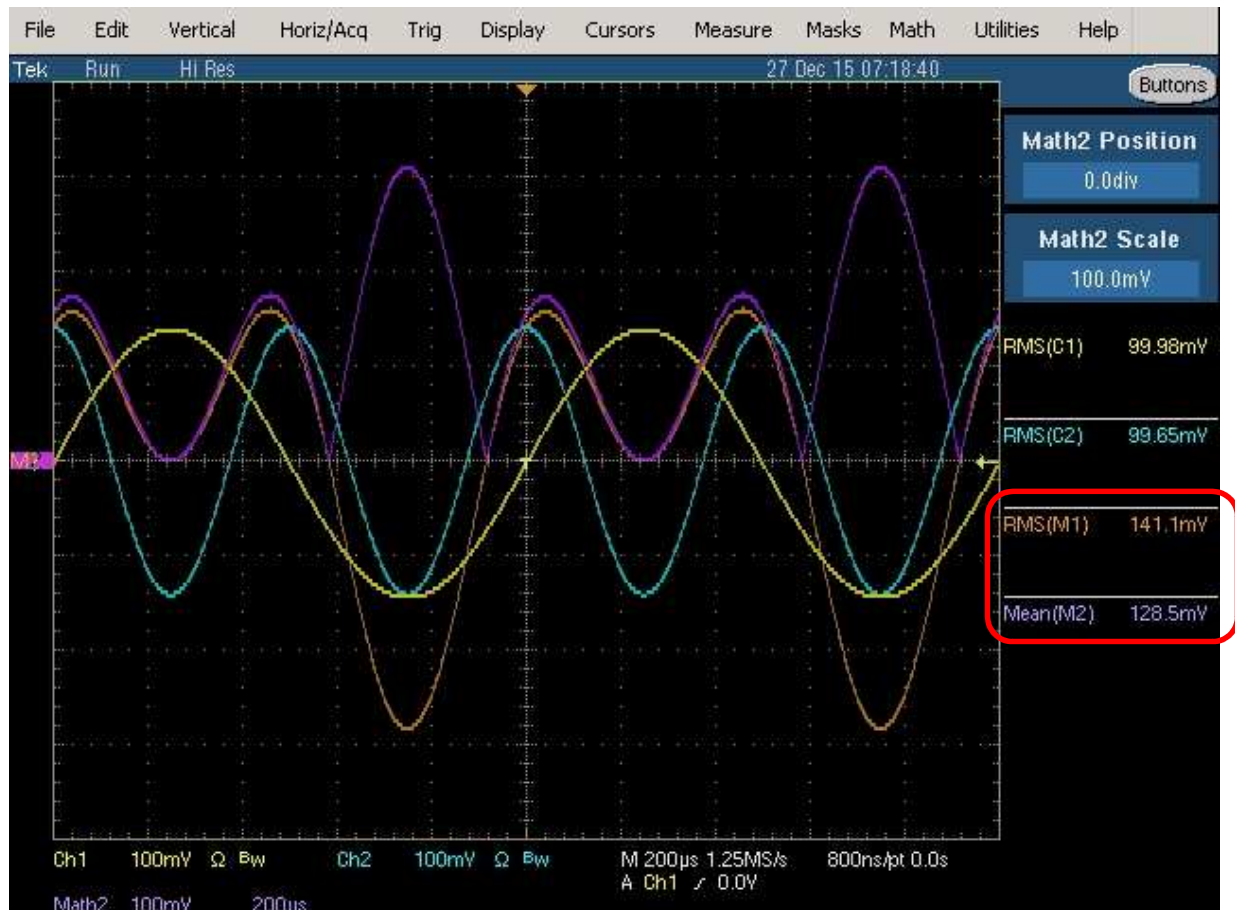 File Edit Vertical Horiz/Acq Trig Display Cursors Measure Masks Math Utilities Help
Tek Run Hi Res 27 Dec 15 07:18:40
Buttons
Math2 Position
0.0div
Math2 Scale
100.0mV
RMS(C1) 99.98mV
RMS(C2) 99.65mV
RMS(M1) 141.1mV
Mean(M2) 128.5mV
Ch1 100mV Ω Bw Ch2 100mV Ω Bw M 200µs 1.25MS/s 800ns/pt 0.0s
A Ch1 0.0V
Math2 100mV 200µs